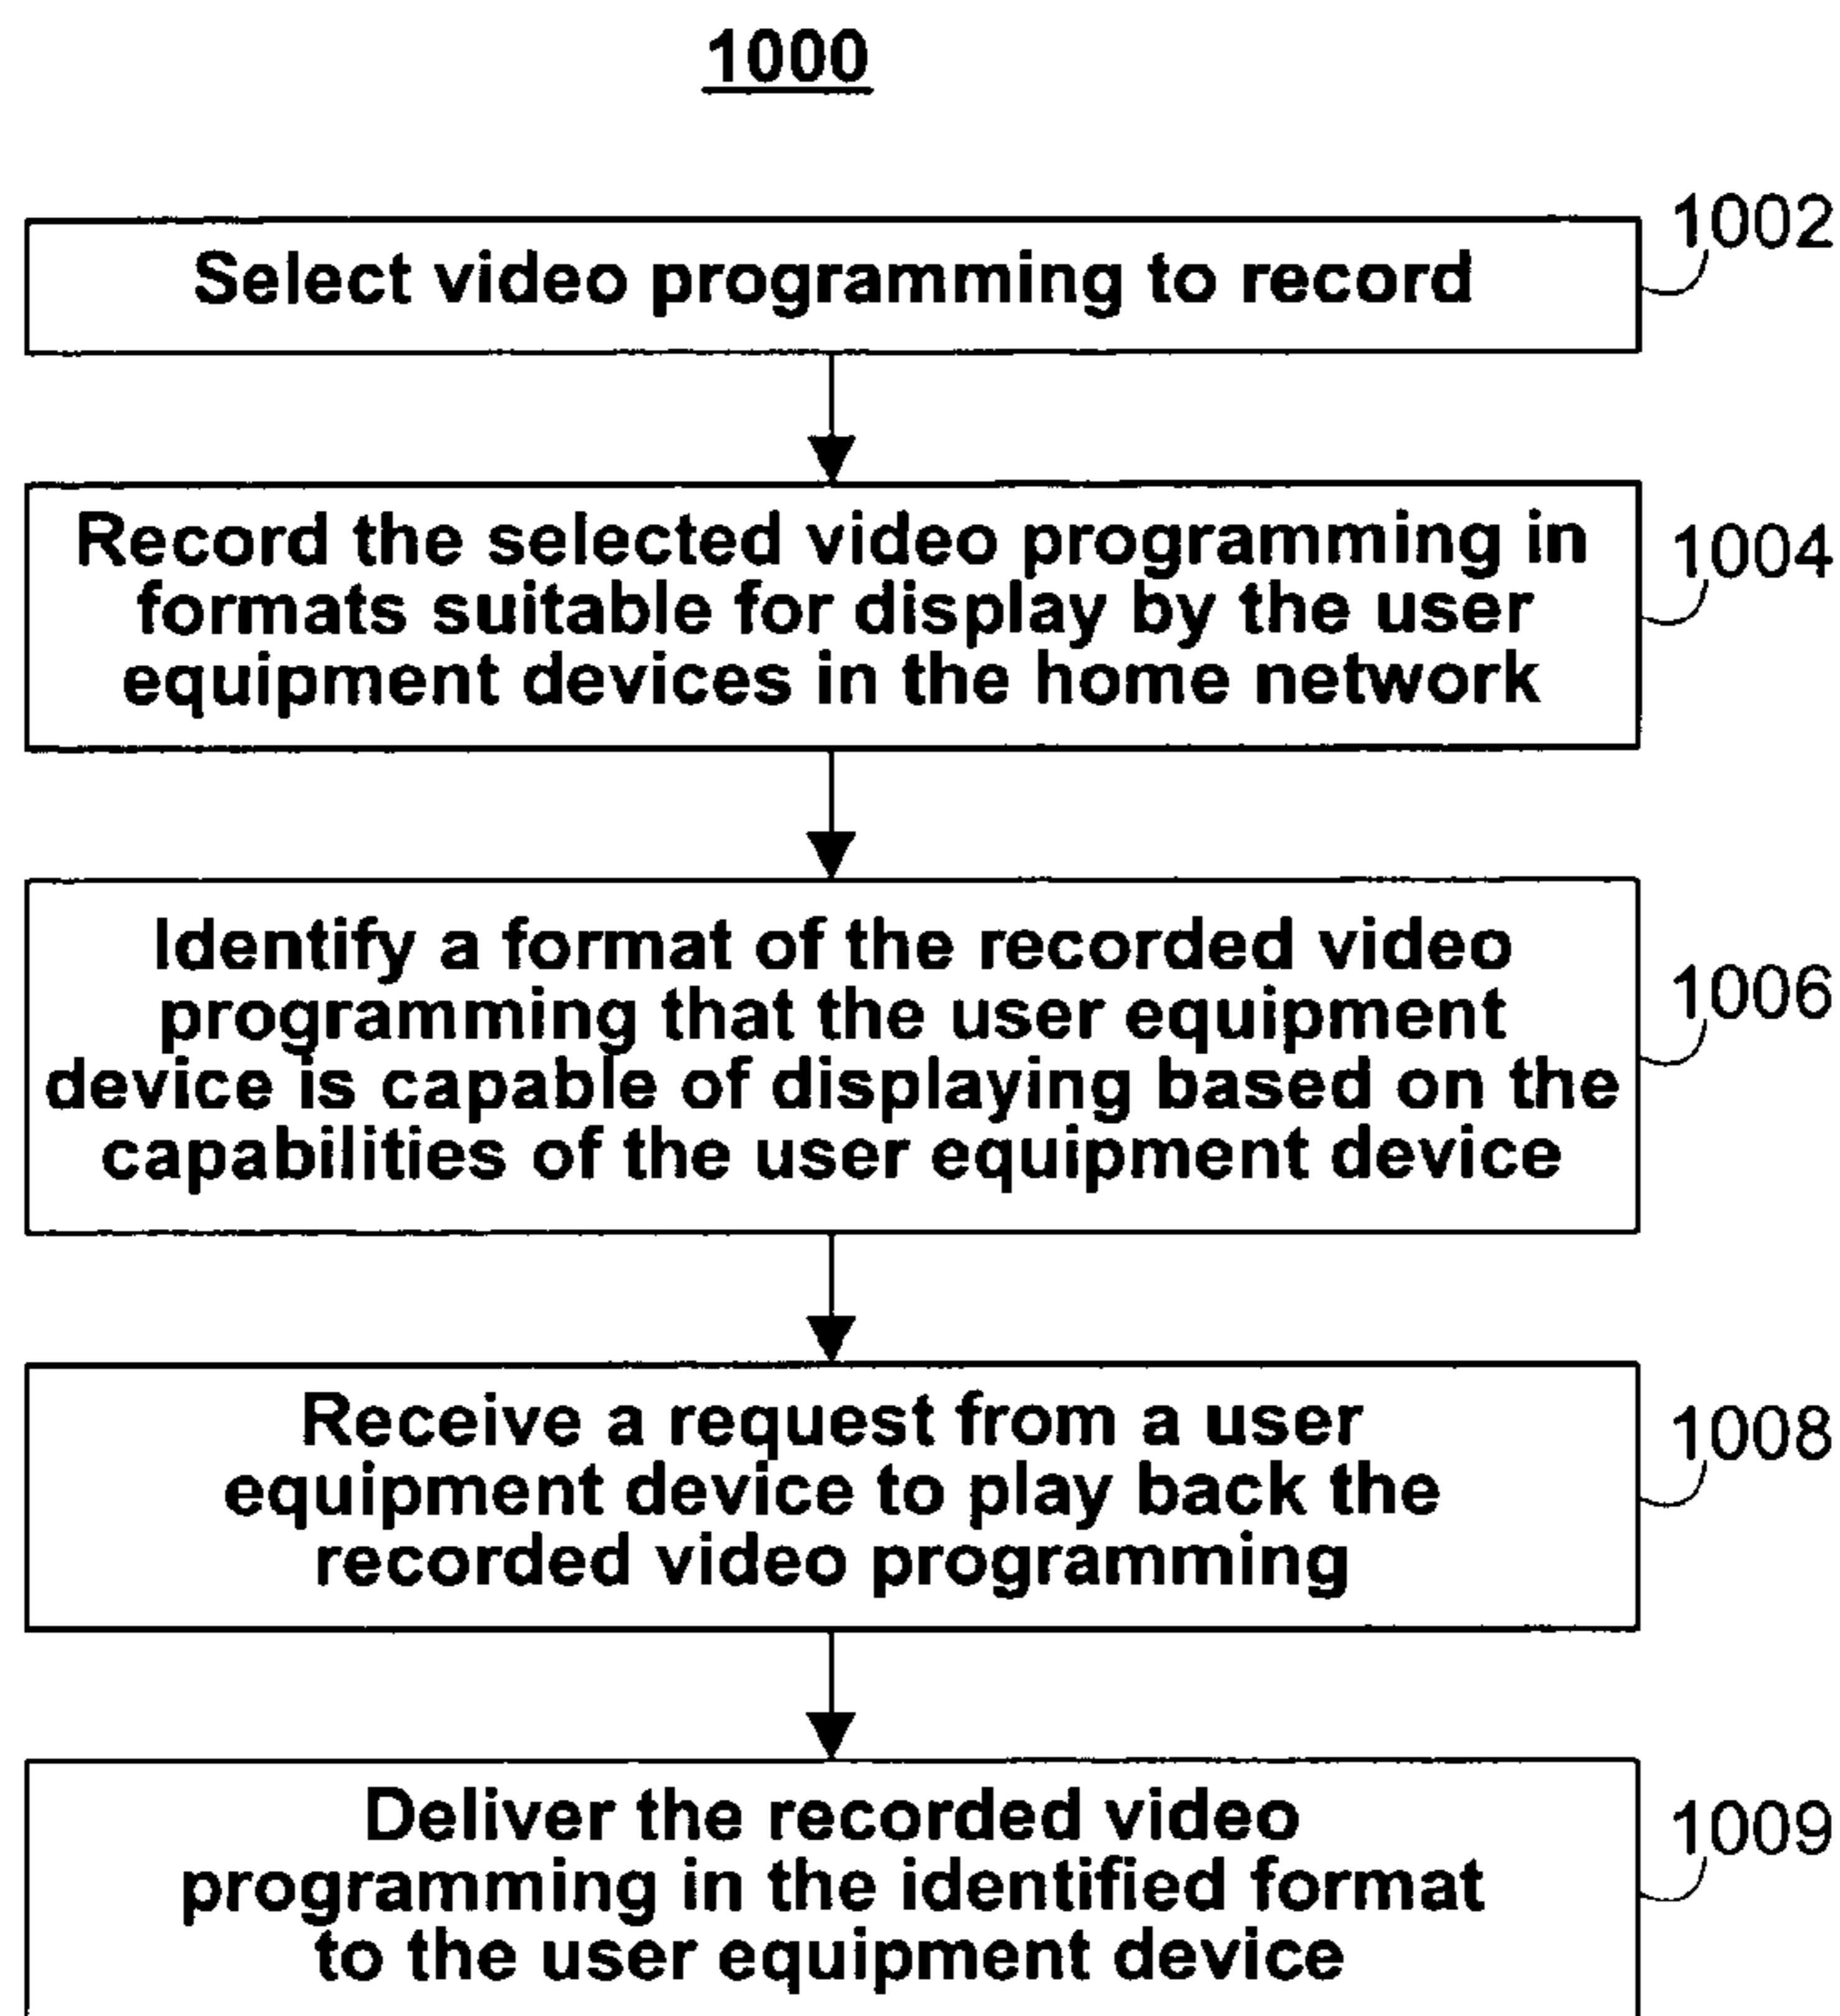 1000
Select video programming to record
1002
Record the selected video programming in
formats suitable for display by the user
equipment devices in the home network
1004
Identify a format of the recorded video
programming that the user equipment
device is capable of displaying based on the
capabilities of the user equipment device
1006
Receive a request from a user
equipment device to play back the
recorded video programming
1008
Deliver the recorded video
programming in the identified format
to the user equipment device
1009